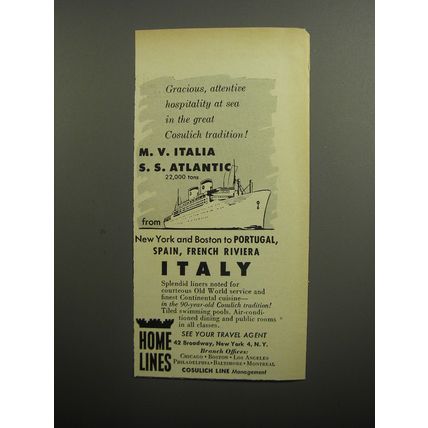 Gracious, attentive
hospitality at sea
in the great
Cosulich tradition!
M. V. ITALIA
S. S. ATLANTIC
22,000 tons
from
New York and Boston to PORTUGAL,
SPAIN, FRENCH RIVIERA
ITALY
Splendid liners noted for
courteous Old World service and
finest Continental cuisine—
in the 90-year-old Cosulich tradition!
Tiled swimming pools. Air-condi-
tioned dining and public rooms
in all classes.
SEE YOUR TRAVEL AGENT
42 Broadway, New York 4, N. Y.
Branch Offices:
CHICAGO • BOSTON • LOS ANGELES
PHILADELPHIA • BALTIMORE • MONTREAL
COSULICH LINE Management
HOME
LINES